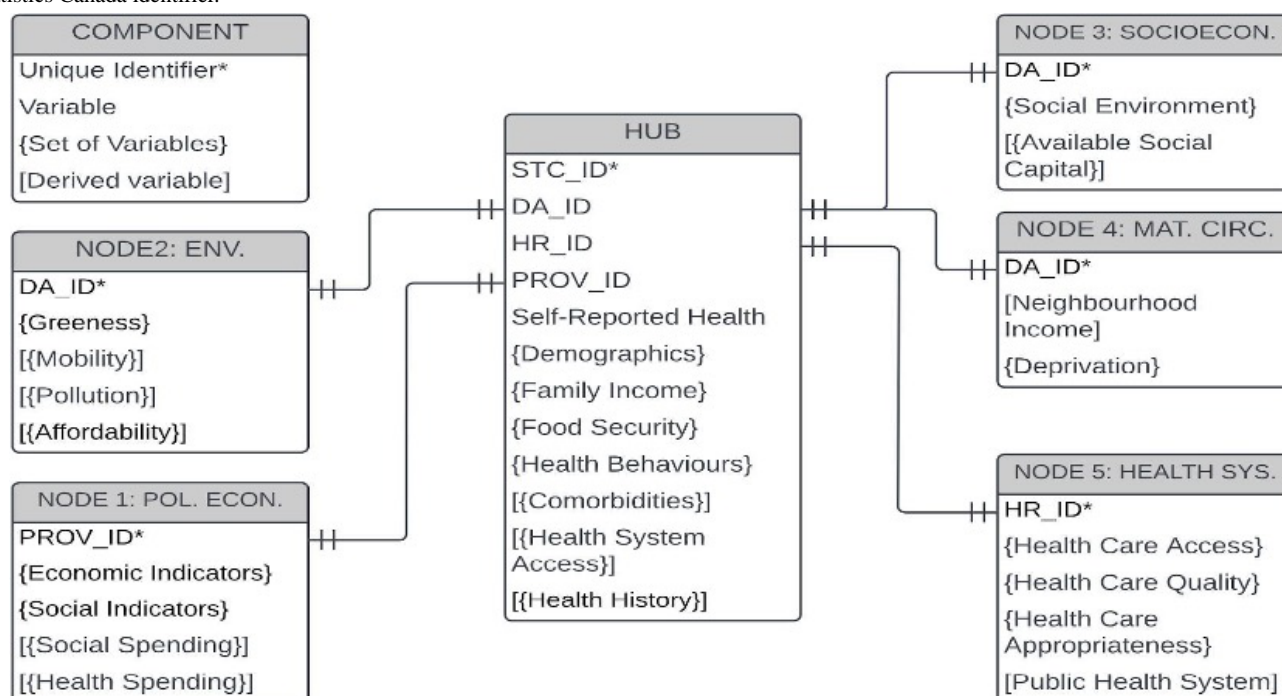 tistics Canada identifier.
COMPONENT
Unique Identifier*
Variable
{Set of Variables}
[Derived variable]
NODE2: ENV.
DA_ID*
{Greeness}
[{Mobility}]
[{Pollution}]
[{Affordability}]
NODE 1: POL. ECON.
PROV_ID*
{Economic Indicators}
{Social Indicators}
[{Social Spending}]
[{Health Spending}]
HUB
STC_ID*
DA_ID
HR_ID
PROV_ID
Self-Reported Health
{Demographics}
{Family Income}
{Food Security}
{Health Behaviours}
[{Comorbidities}]
[{Health System
Access}]
[{Health History}]
NODE 3: SOCIOECON.
DA_ID*
{Social Environment}
[{Available Social
Capital}]
NODE 4: MAT. CIRC.
DA_ID*
[Neighbourhood
Income]
{Deprivation}
NODE 5: HEALTH SYS.
HR_ID*
{Health Care Access}
{Health Care Quality}
{Health Care
Appropriateness}
[Public Health System]